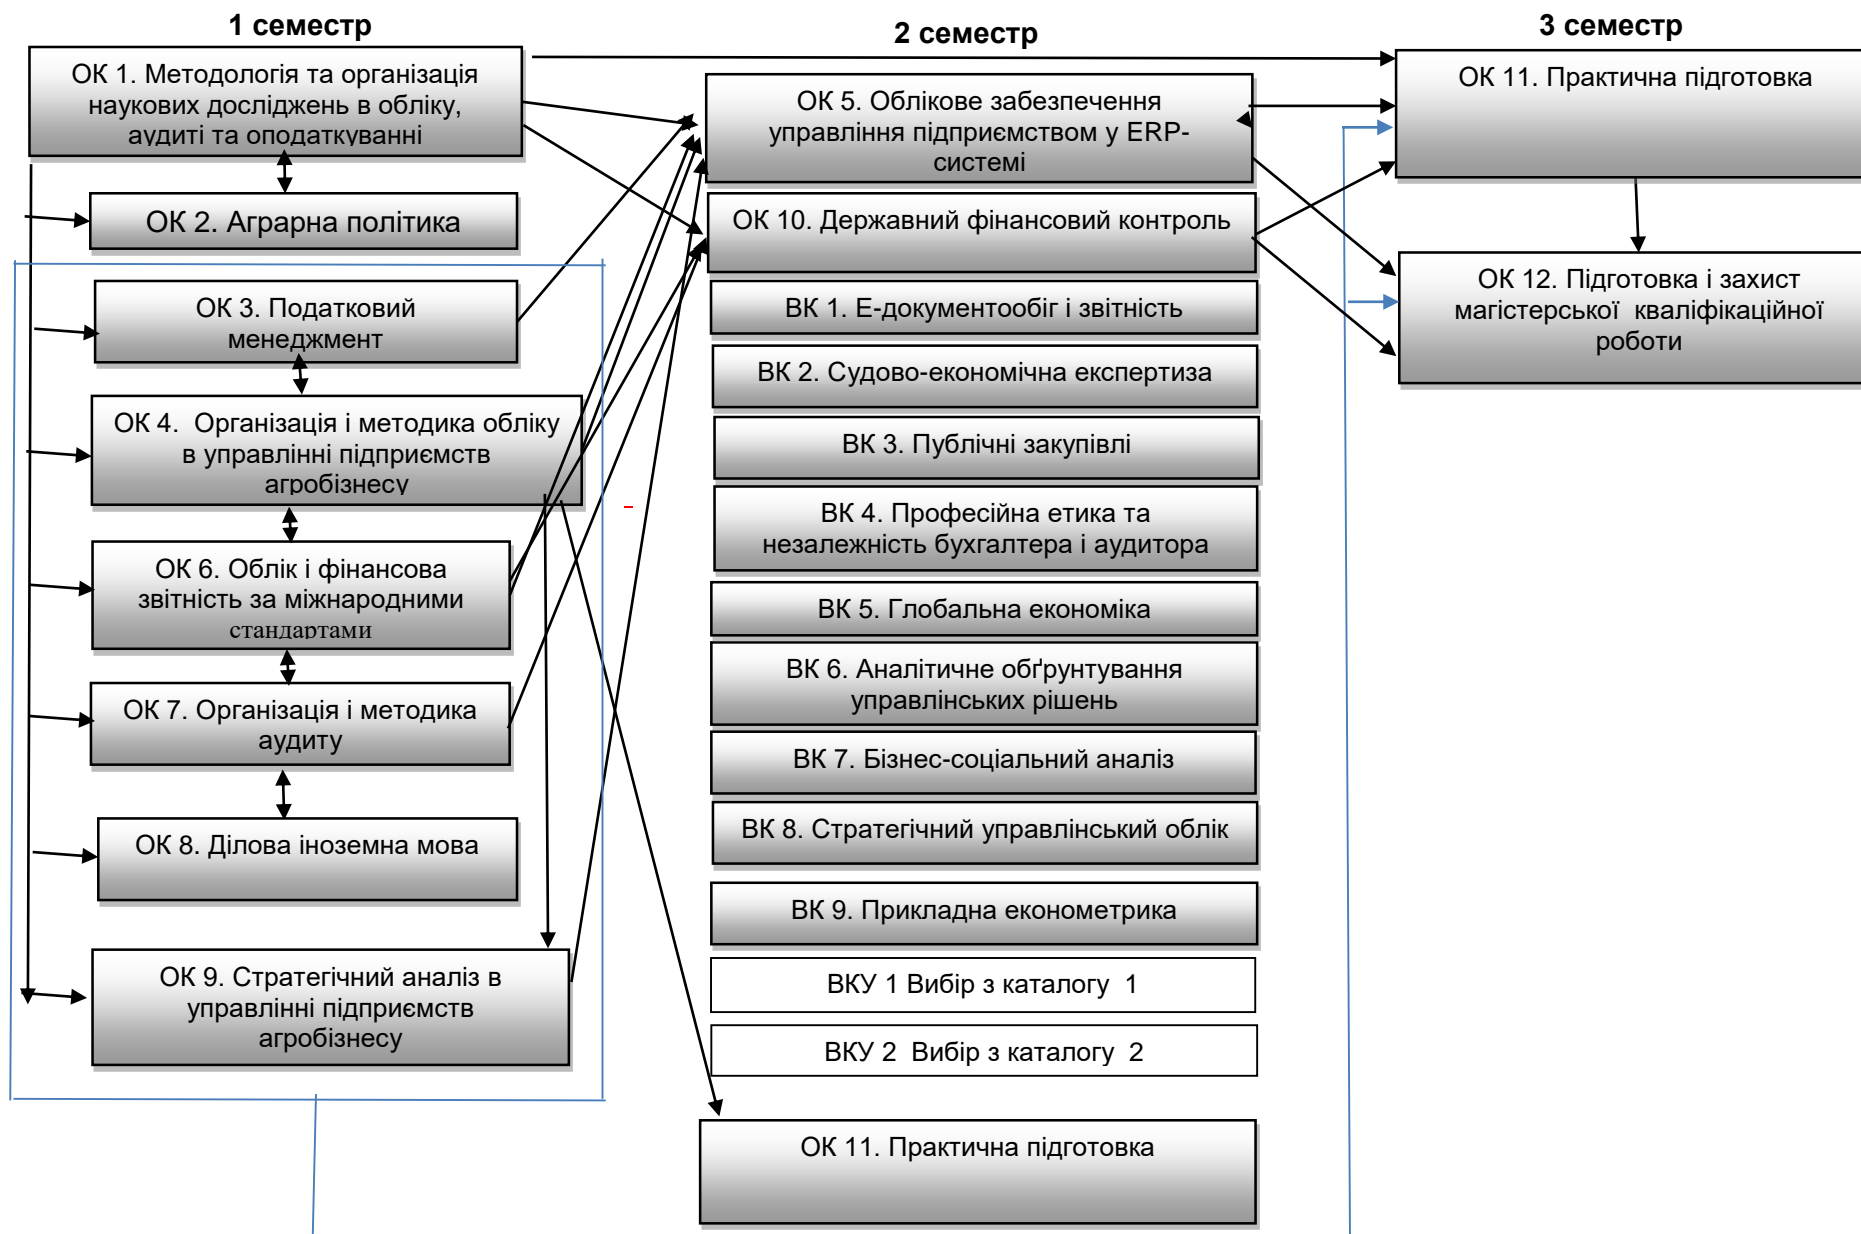 1 семестр
ОК 1. Методологія та організація
наукових досліджень в обліку,
аудиті та оподаткуванні
ОК 2. Аграрна політика
ОК 3. Податковий
менеджмент
ОК 4.  Організація і методика обліку
в управлінні підприємств
агробізнесу
ОК 6. Облік і фінансова
звітність за міжнародними
стандартами
ОК 7. Організація і методика
аудиту
ОК 8. Ділова іноземна мова
ОК 9. Стратегічний аналіз в
управлінні підприємств
агробізнесу
2 семестр
ОК 5. Облікове забезпечення
управління підприємством у ERP-
системі
ОК 10. Державний фінансовий контроль
ВК 1. Е-документообіг і звітність
ВК 2. Судово-економічна експертиза
ВК 3. Публічні закупівлі
ВК 4. Професійна етика та
незалежність бухгалтера і аудитора
ВК 5. Глобальна економіка
ВК 6. Аналітичне обґрунтування
управлінських рішень
ВК 7. Бізнес-соціальний аналіз
ВК 8. Стратегічний управлінський облік
ВК 9. Прикладна економетрика
ВКУ 1 Вибір з каталогу  1
ВКУ 2  Вибір з каталогу  2
ОК 11. Практична підготовка
3 семестр
ОК 11. Практична підготовка
ОК 12. Підготовка і захист
магістерської  кваліфікаційної
роботи